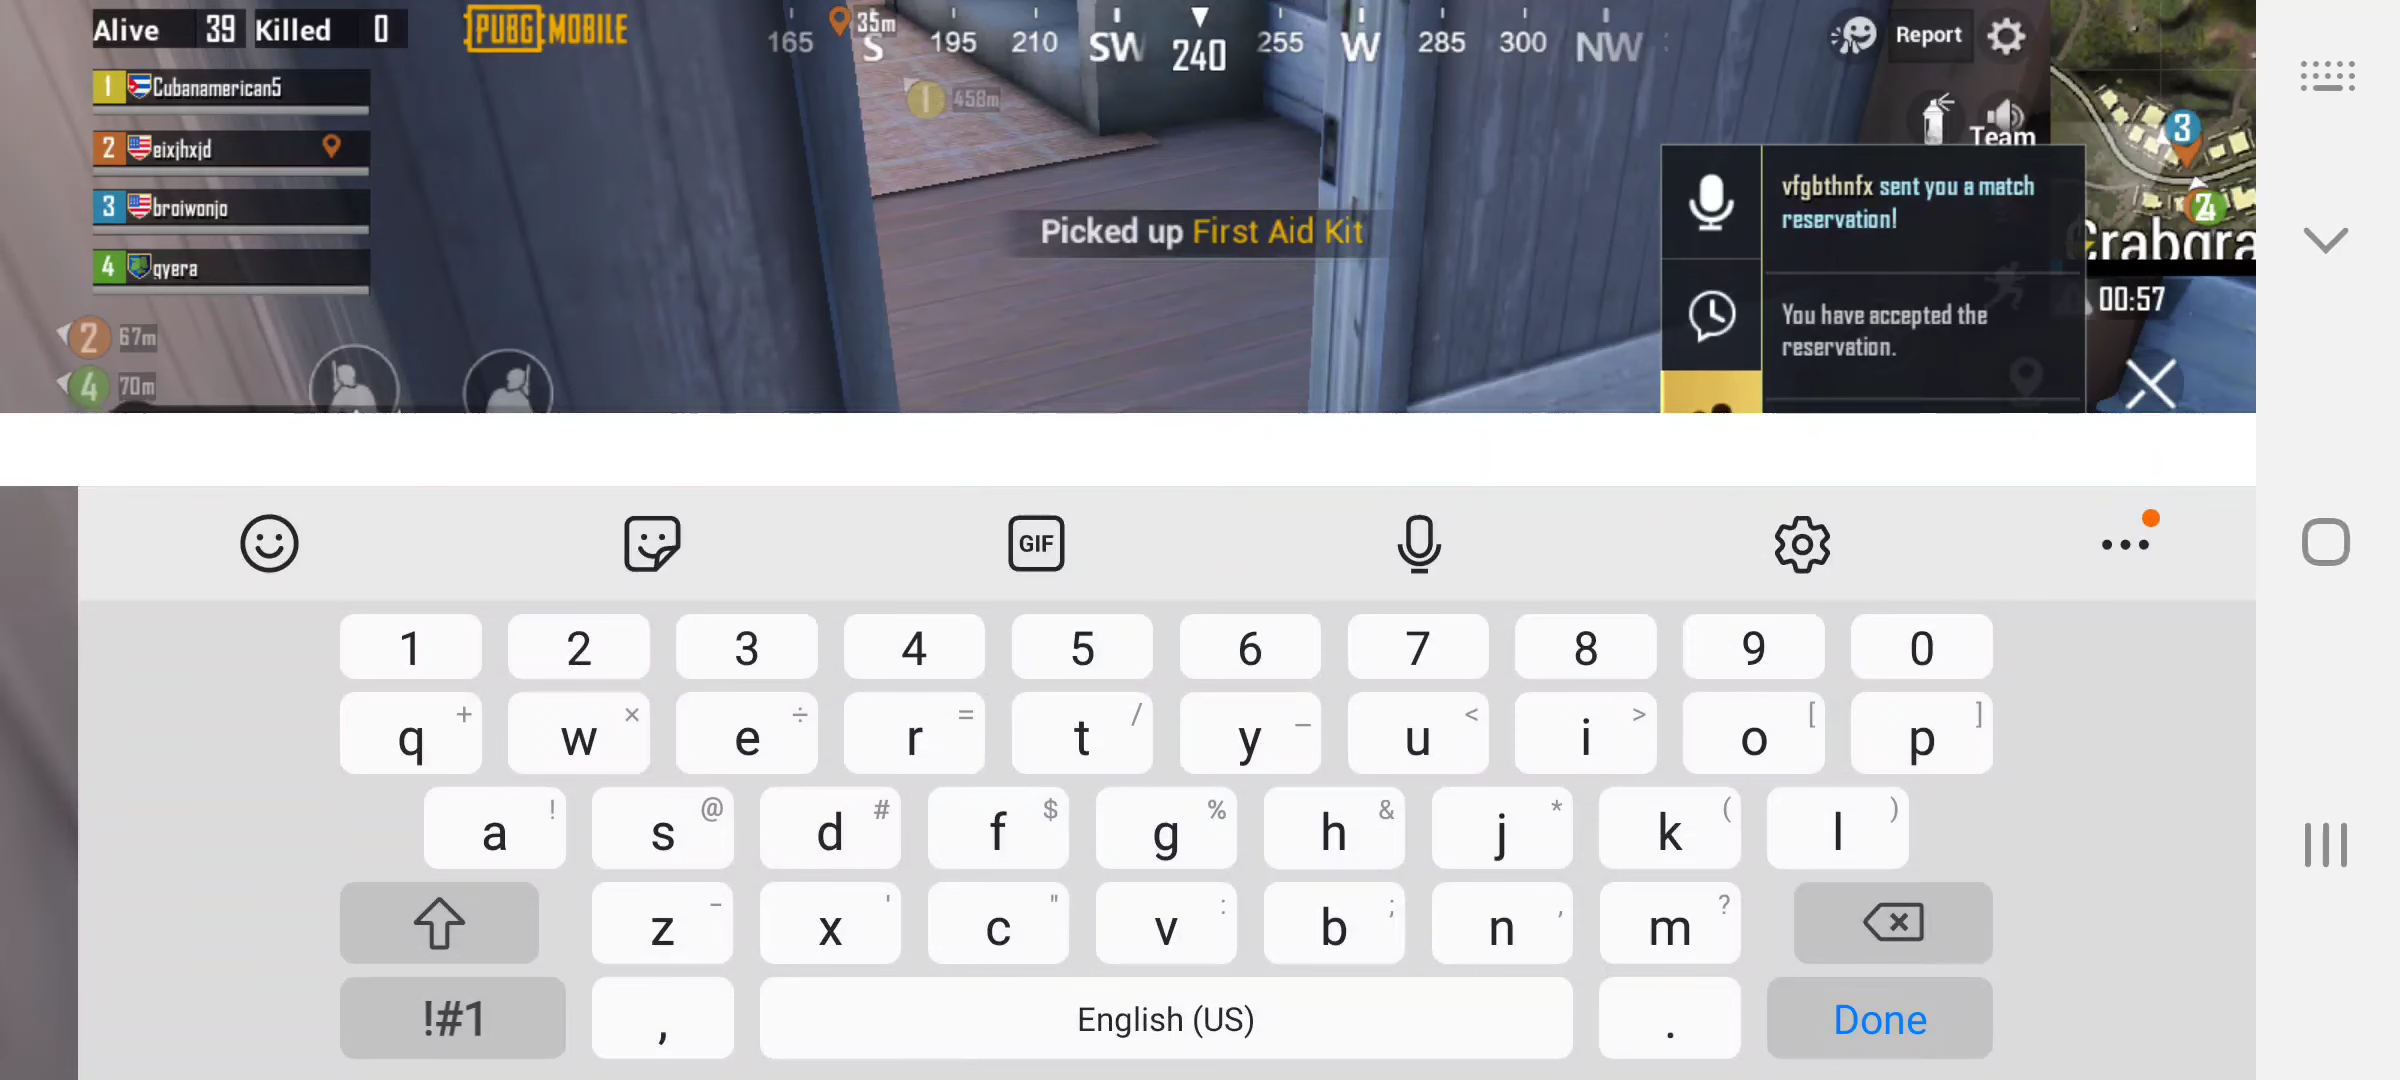 Alive 39 Killed 0
PUBG MOBILE
165 S 195 210 SW 240 255 W 285 300 NW
35m
Report
1 Cubanamerican5
2 eixjhxjd
3 broiwonjo
4 qyera
1 458m
Team
3
2
vfgbthnfx sent you a match
reservation!
Picked up First Aid Kit
You have accepted the
reservation.
00:57
2 67m
4 70m
GIF
1 2 3 4 5 6 7 8 9 0
q + w × e ÷ r = t / y _ u < i > o [ p ]
a ! s @ d # f $ g % h & j * k ( l )
z - x ' c " v : b ; n , m ?
!#1 , English (US) . Done